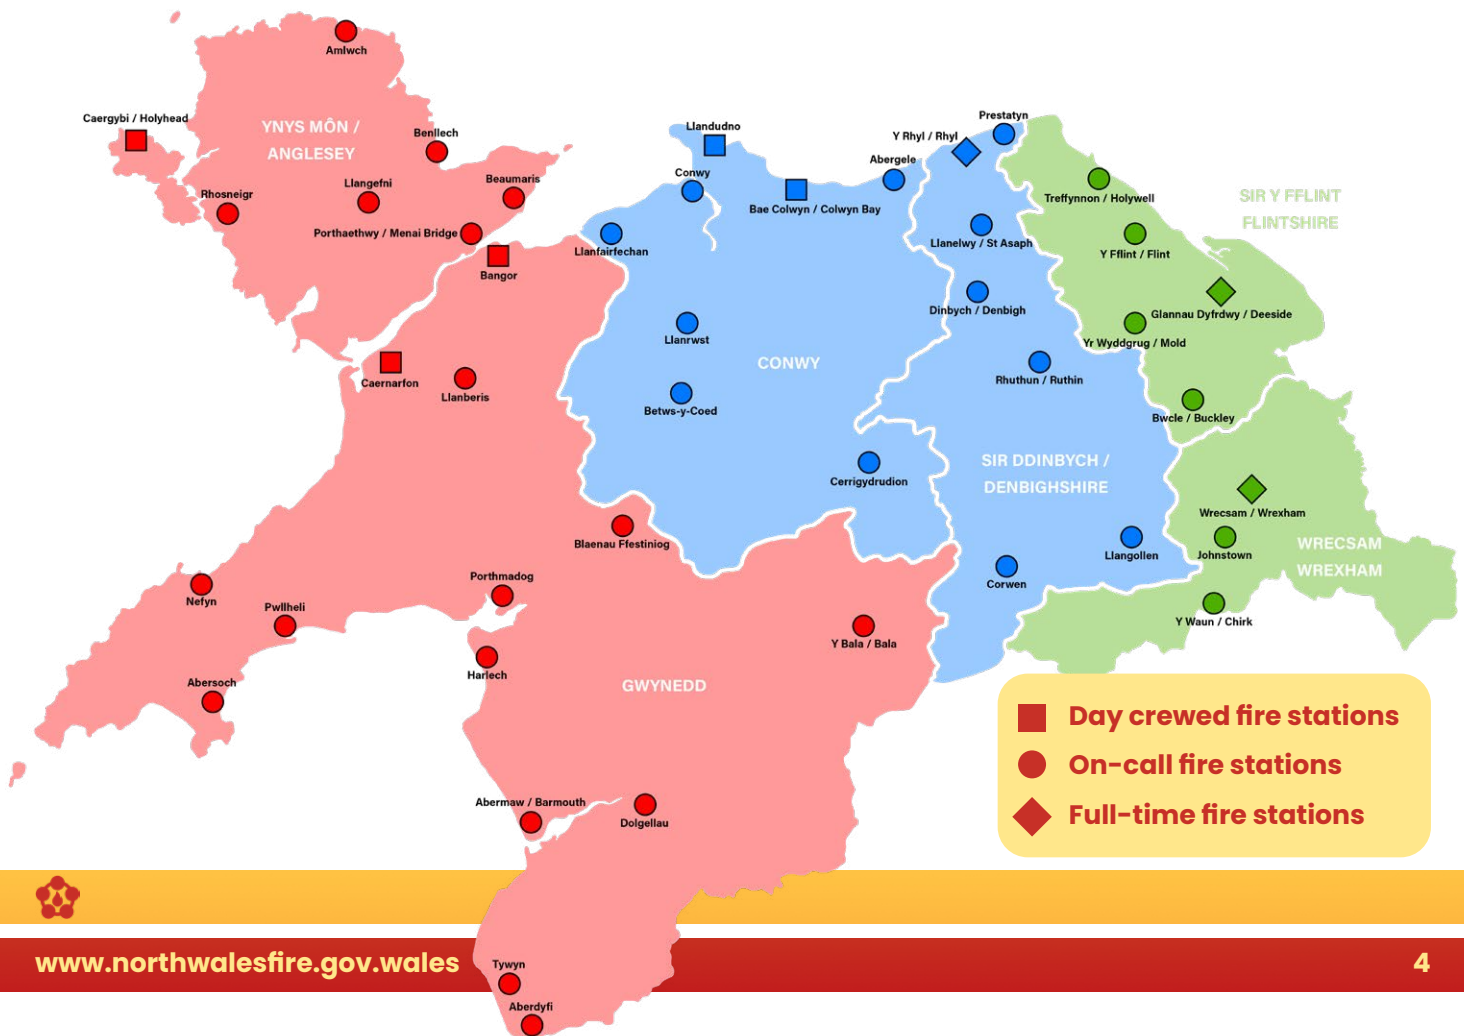 Amlwch
Caergybi / Holyhead
YNYS MÔN /
ANGLESEY
Benllech
Llangefni
Beaumaris
Rhosneigr
Porthaethwy / Menai Bridge
Bangor
Caernarfon
Llanberis
Llandudno
Conwy
Bae Colwyn / Colwyn Bay
Abergele
Llanfairfechan
Llanrwst
CONWY
Betws-y-Coed
Cerrigydrudion
Prestatyn
Y Rhyl / Rhyl
Llanelwy / St Asaph
Dinbych / Denbigh
Rhuthun / Ruthin
SIR DDINBYCH /
DENBIGHSHIRE
Llangollen
Corwen
Treffynnon / Holywell
SIR Y FFLINT
FLINTSHIRE
Y Fflint / Flint
Glannau Dyfrdwy / Deeside
Yr Wyddgrug / Mold
Bwcle / Buckley
Wrecsam / Wrexham
Johnstown
WRECSAM
WREXHAM
Y Waun / Chirk
Blaenau Ffestiniog
Nefyn
Pwllheli
Porthmadog
Y Bala / Bala
Harlech
Abersoch
GWYNEDD
Abermaw / Barmouth
Dolgellau
Tywyn
Aberdyfi
Day crewed fire stations
On-call fire stations
Full-time fire stations
www.northwalesfire.gov.wales
4